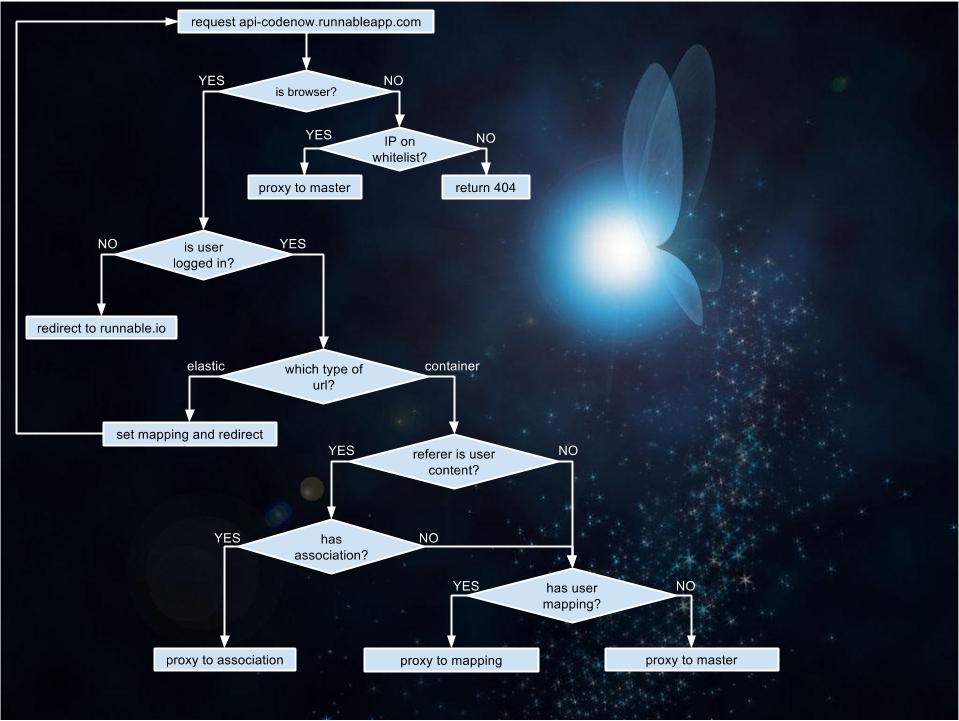 request api-codenow.runnableapp.com
YES
is browser?
NO
YES
IP on
whitelist?
NO
proxy to master
return 404
NO
is user
logged in?
YES
redirect to runnable.io
elastic
which type of
url?
container
set mapping and redirect
YES
referer is user
content?
NO
YES
has
association?
NO
YES
has user
mapping?
NO
proxy to association
proxy to mapping
proxy to master